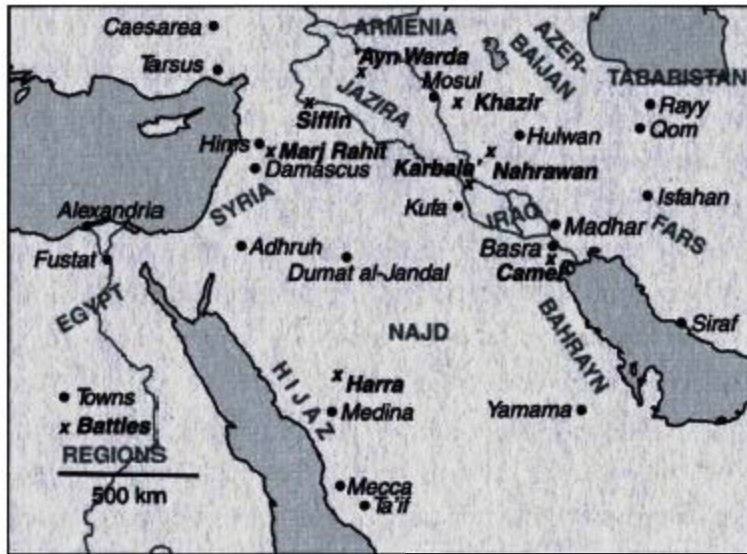 Caesarea
ARMENIA
AZER-
BAIJAN
Ayn Warda
Tarsus
TABARISTAN
Mosul
JAZIRA
Khazir
Rayy
Siffin
Qom
Hims
Marj Rahit
Hulwan
Damascus
Karbala'
Nahrawan
Isfahan
SYRIA
Kufa
IRAQ
Alexandria
Madhar
FARS
Adhruh
Basra
Fustat
Dumat al-Jandal
Camel
EGYPT
Siraf
NAJD
BAHRAYN
HIJAZ
Harra
Towns
Medina
Yamama
Battles
REGIONS
500 km
Mecca
Ta'if